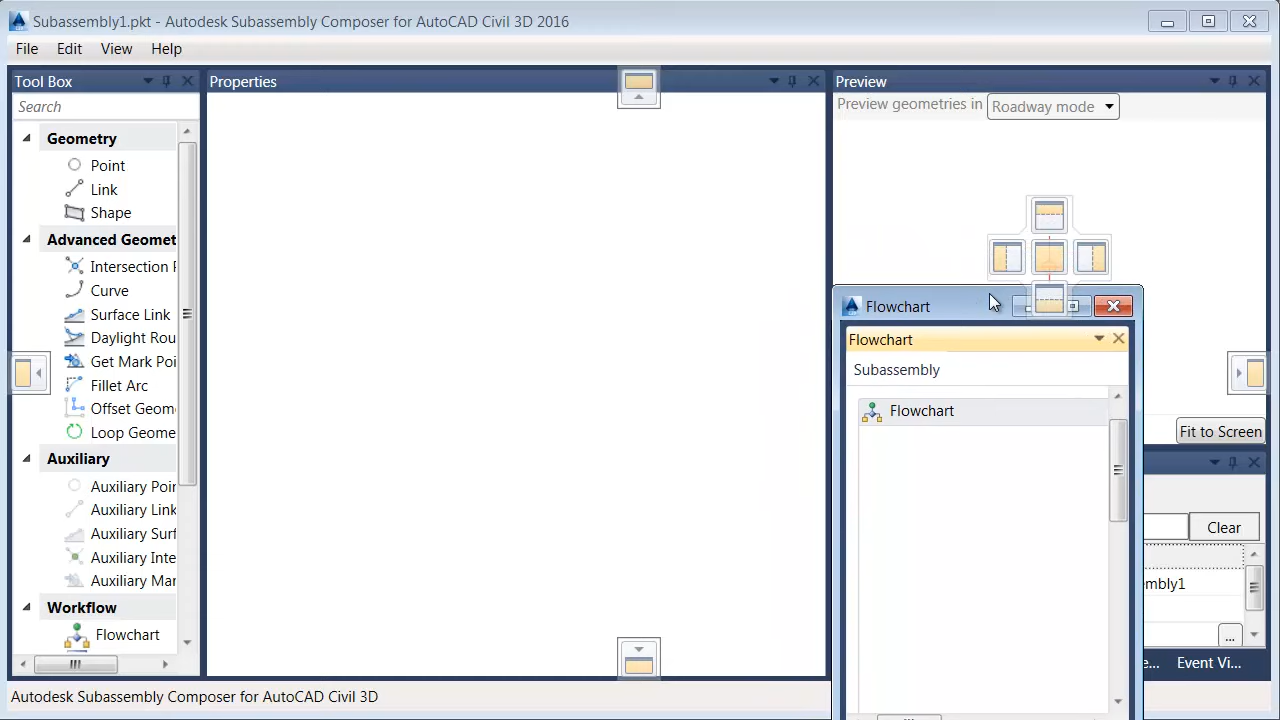 Subassembly1.pkt - Autodesk Subassembly Composer for AutoCAD Civil 3D 2016
File Edit View Help
Tool Box
Search
Geometry
Point
Link
Shape
Advanced Geomet
Intersection P
Curve
Surface Link
Daylight Rou
Get Mark Poi
Fillet Arc
Offset Geom
Loop Geome
Auxiliary
Auxiliary Poin
Auxiliary Link
Auxiliary Surf
Auxiliary Inte
Auxiliary Mar
Workflow
Flowchart
Properties
Preview
Preview geometries in Roadway mode
Fit to Screen
Flowchart
Flowchart
Subassembly
Flowchart
Clear
mbly1
...
e... Event Vi...
Autodesk Subassembly Composer for AutoCAD Civil 3D